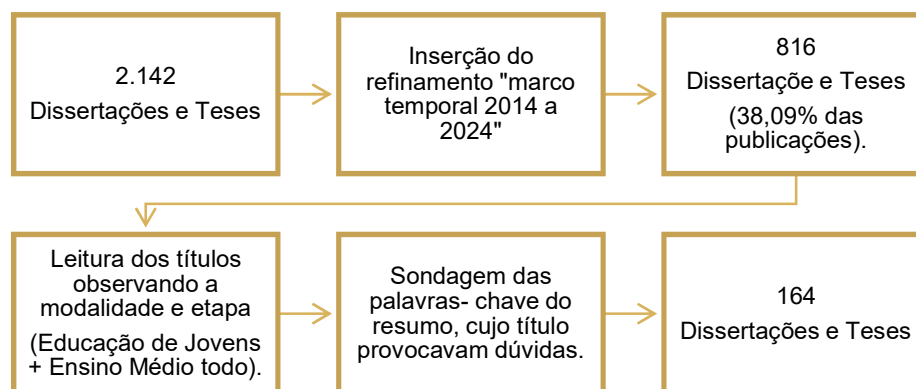 2.142
Dissertações e Teses
Inserção do
refinamento "marco
temporal 2014 a
2024"
816
Dissertaçõe e Teses
(38,09% das
publicações).
Leitura dos títulos
observando a
modalidade e etapa
(Educação de Jovens
+ Ensino Médio todo).
Sondagem das
palavras- chave do
resumo, cujo título
provocavam dúvidas.
164
Dissertações e Teses